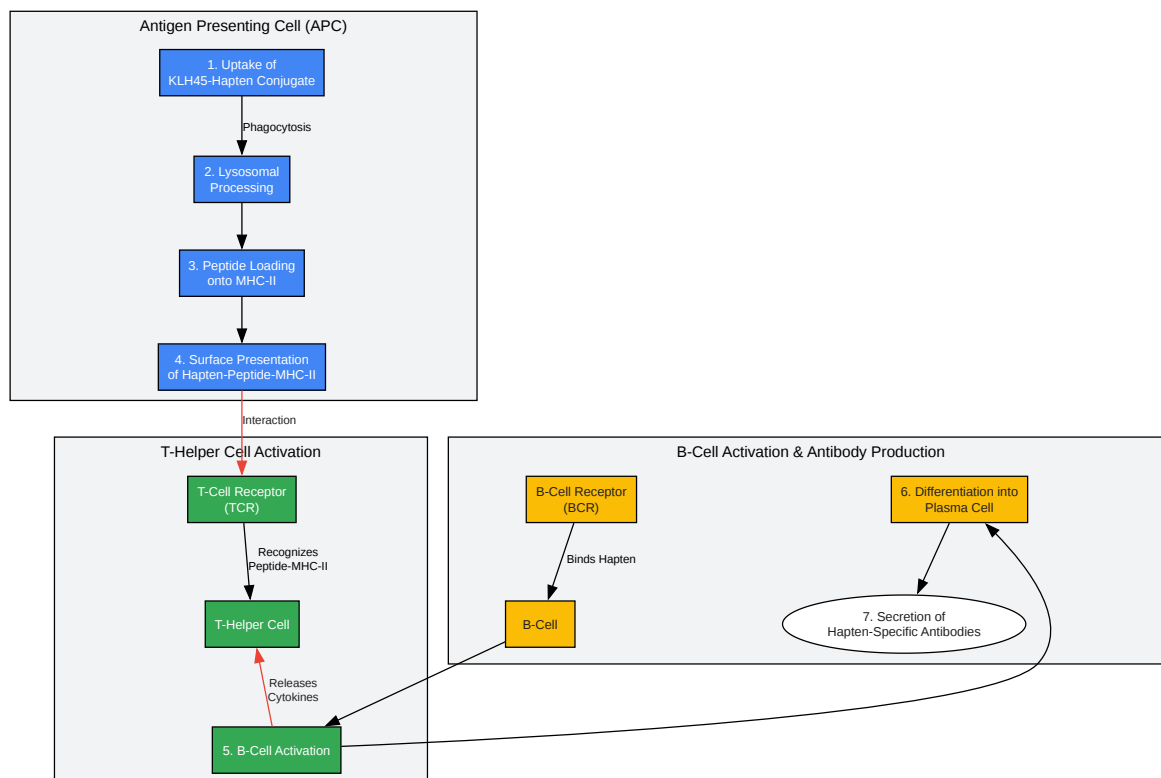 Antigen Presenting Cell (APC)
1. Uptake of
KLH45-Hapten Conjugate
Phagocytosis
2. Lysosomal
Processing
3. Peptide Loading
onto MHC-II
4. Surface Presentation
of Hapten-Peptide-MHC-II
Interaction
T-Helper Cell Activation
T-Cell Receptor
(TCR)
Recognizes
Peptide-MHC-II
T-Helper Cell
Releases
Cytokines
5. B-Cell Activation
B-Cell Activation & Antibody Production
B-Cell Receptor
(BCR)
Binds Hapten
B-Cell
6. Differentiation into
Plasma Cell
7. Secretion of
Hapten-Specific Antibodies